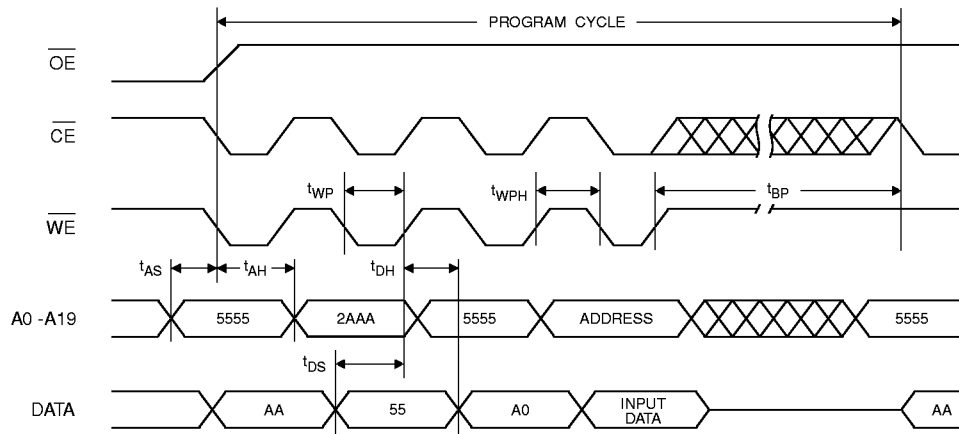 PROGRAM CYCLE
OE
CE
tWP
tWPH
tBP
WE
tAS
tAH
tDH
A0 -A19
5555
2AAA
5555
ADDRESS
5555
tDS
DATA
AA
55
A0
INPUT
DATA
AA